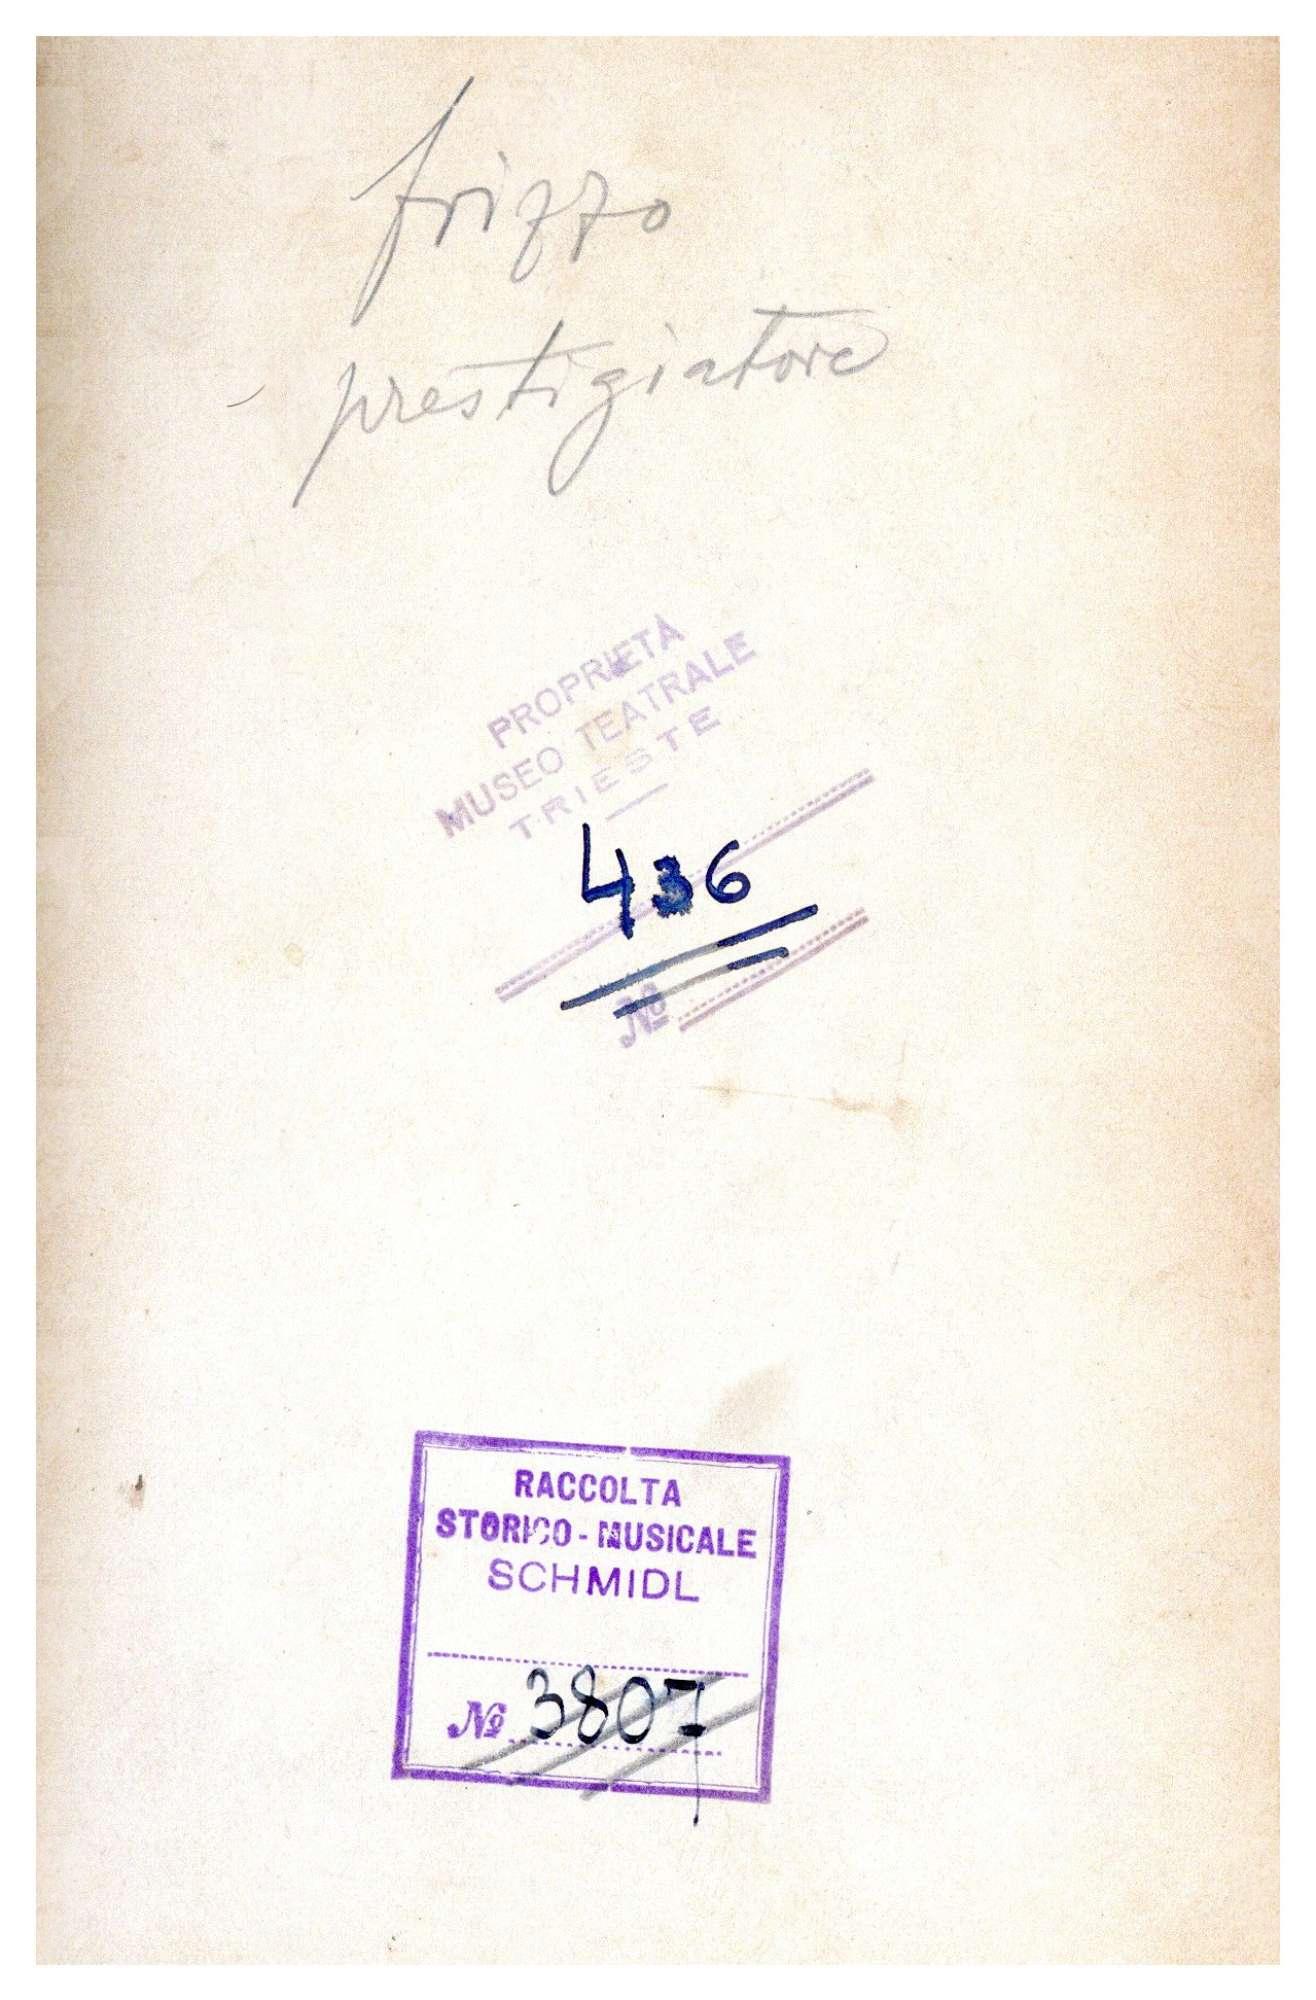 frizzo
prestigiatore
PROPRIETÀ
MUSEO TEATRALE
TRIESTE
436
№
RACCOLTA
STORICO - MUSICALE
SCHMIDL
№ 3807